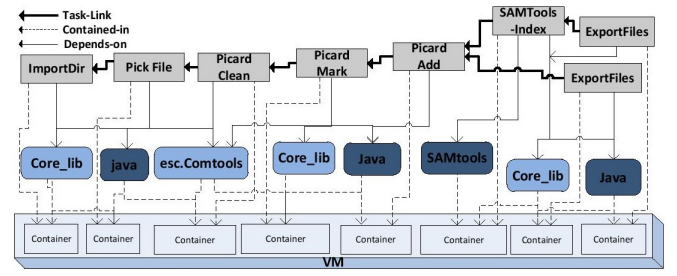 Task-Link
Contained-in
Depends-on
SAMTools
-Index
ExportFiles
ImportDir
Pick File
Picard
Clean
Picard
Mark
Picard
Add
ExportFiles
Core_lib
java
esc.Comtools
Core_lib
Java
SAMtools
Core_lib
Java
Container
Container
Container
Container
Container
Container
Container
Container
VM